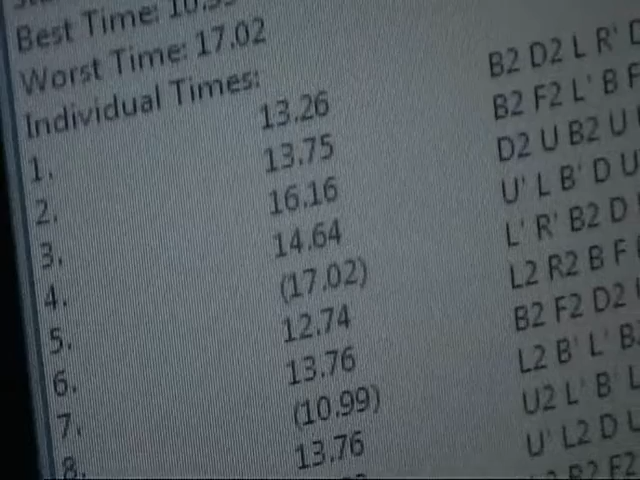 Best Time:
Worst Time: 17.02
Individual Times:
1. 13.26 B2 D2 L R' D
2. 13.75 B2 F2 L' B F
3. 16.16 D2 U B2 U
4. 14.64 U' L B' D U
5. (17.02) L' R' B2 D
6. 12.74 L2 R2 B F
7. 13.76 B2 F2 D2
8. (10.99) L2 B' L' B
13.76 U2 L' B L
U' L2 D L
B2 F2